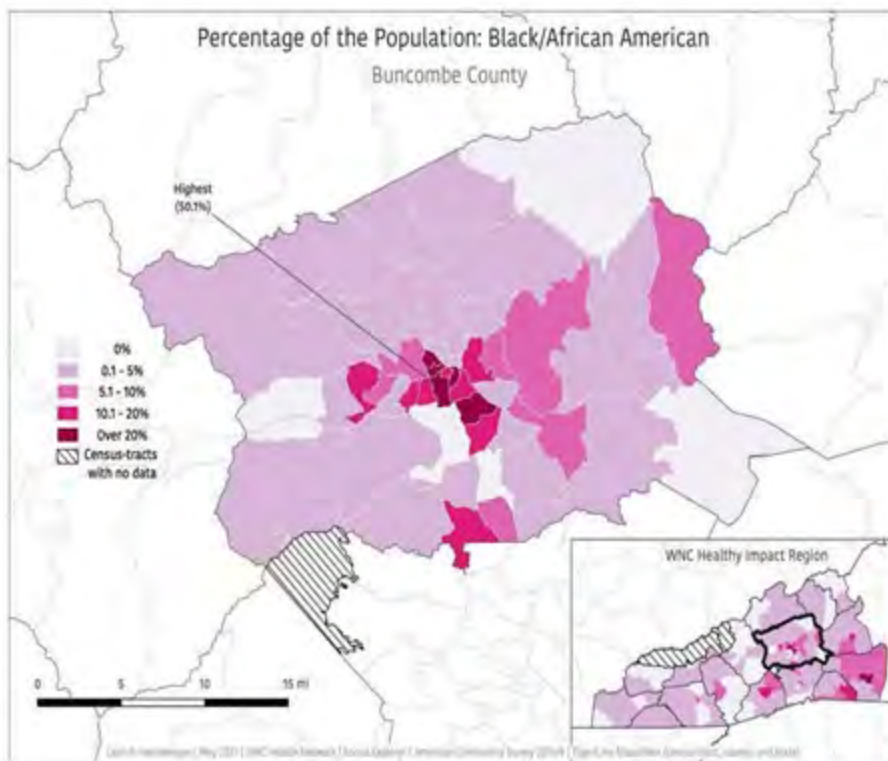 Percentage of the Population: Black/African American
Buncombe County
Highest
(50.1%)
0%
0.1 - 5%
5.1 - 10%
10.1 - 20%
Over 20%
Census-tracts
with no data
0 5 10 15 mi
WNC Healthy Impact Region